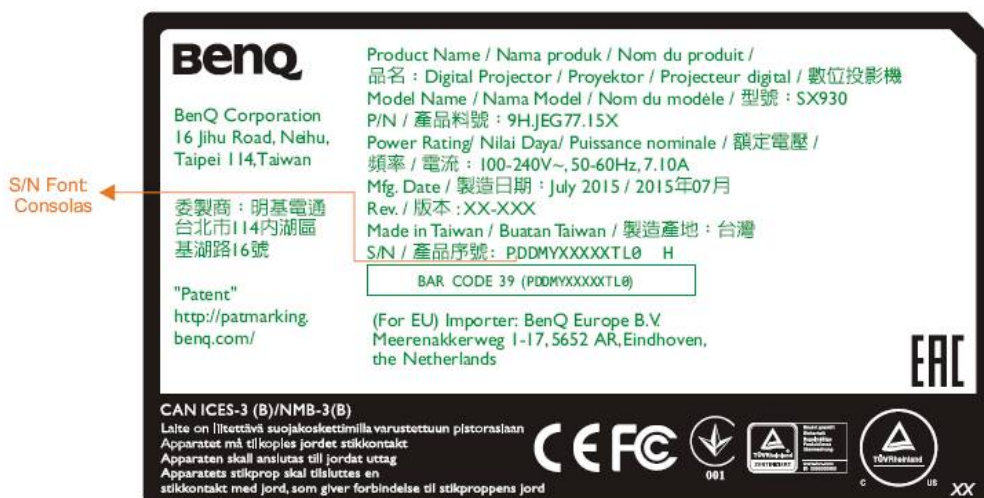 BenQ
BenQ Corporation
16 Jihu Road, Neihu,
Taipei 114,Taiwan
委製商：明基電通
台北市114內湖區
基湖路16號
"Patent"
http://patmarking.
benq.com/
S/N Font
Consolas
Product Name / Nama produk / Nom du produit /
品名：Digital Projector / Proyektor / Projecteur digital / 數位投影機
Model Name / Nama Model / Nom du modèle / 型號：SX930
P/N / 產品料號：9H.JEG77.15X
Power Rating/ Nilai Daya/ Puissance nominale / 額定電壓 /
頻率 / 電流：100-240V~, 50-60Hz, 7.10A
Mfg. Date / 製造日期：July 2015 / 2015年07月
Rev. / 版本 : XX-XXX
Made in Taiwan / Buatan Taiwan / 製造產地：台灣
S/N / 產品序號: PDDMYXXXXXTL0 H
BAR CODE 39 (PDDMYXXXXXTL0)
(For EU) Importer: BenQ Europe B.V.
Meerenakkerweg 1-17, 5652 AR, Eindhoven,
the Netherlands
EAC
CAN ICES-3 (B)/NMB-3(B)
Laite on liitettävä suojakoskettimilla varustettuun pistorasiaan
Apparatet må tilkoples jordet stikkontakt
Apparaten skall anslutas till jordat uttag
Apparatets stikprop skal tilsluttes en
stikkontakt med jord, som giver forbindelse til stikproppens jord
CE FC
001
TÜVRheinland
ZERTIFIZIERT
TÜVRheinland
C US
XX